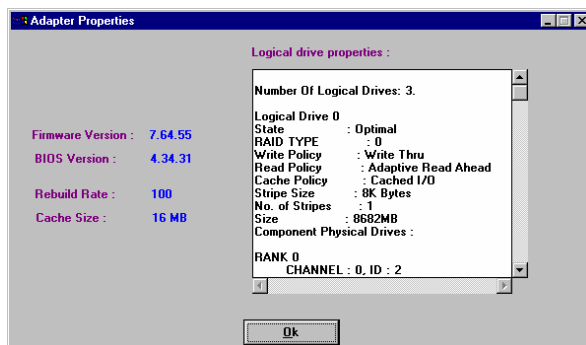 Adapter Properties
Logical drive properties :
Firmware Version : 7.64.55
BIOS Version : 4.34.31
Rebuild Rate : 100
Cache Size : 16 MB
Number Of Logical Drives: 3.
Logical Drive 0
State : Optimal
RAID TYPE : 0
Write Policy : Write Thru
Read Policy : Adaptive Read Ahead
Cache Policy : Cached I/O
Stripe Size : 8K Bytes
No. of Stripes : 1
Size : 8682MB
Component Physical Drives :
RANK 0
CHANNEL : 0, ID : 2
Ok